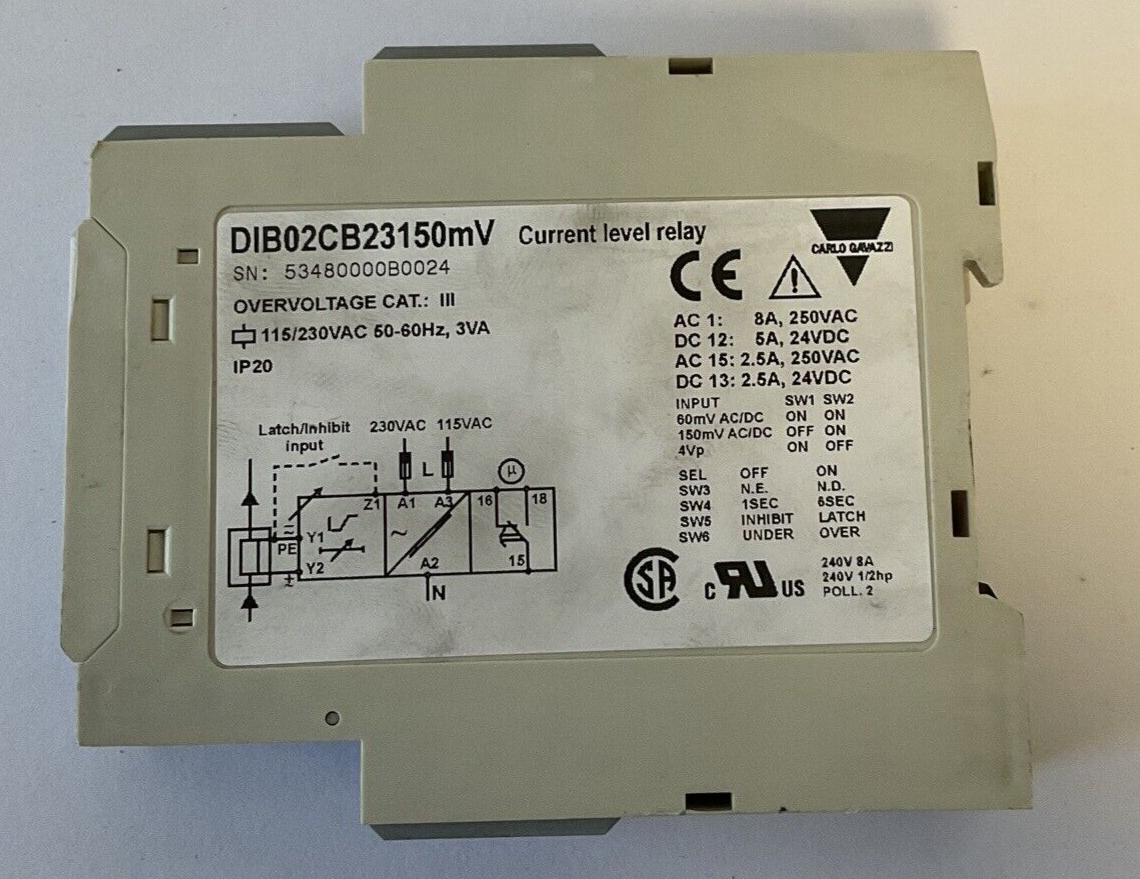 DIB02CB23150mV Current level relay
CARLO GAVAZZI
SN: 53480000B0024
OVERVOLTAGE CAT.: III
115/230VAC 50-60Hz, 3VA
IP20
CE
AC 1: 8A, 250VAC
DC 12: 5A, 24VDC
AC 15: 2.5A, 250VAC
DC 13: 2.5A, 24VDC
INPUT SW1 SW2
60mV AC/DC ON ON
150mV AC/DC OFF ON
4Vp ON OFF
SEL OFF ON
SW3 N.E. N.D.
SW4 1SEC 6SEC
SW5 INHIBIT LATCH
SW6 UNDER OVER
Latch/Inhibit
input
230VAC 115VAC
L
µ
Z1 A1 A3 16 18
Y1
PE
Y2
~
A2
15
N
SA
c RU US
240V 8A
240V 1/2hp
POLL. 2